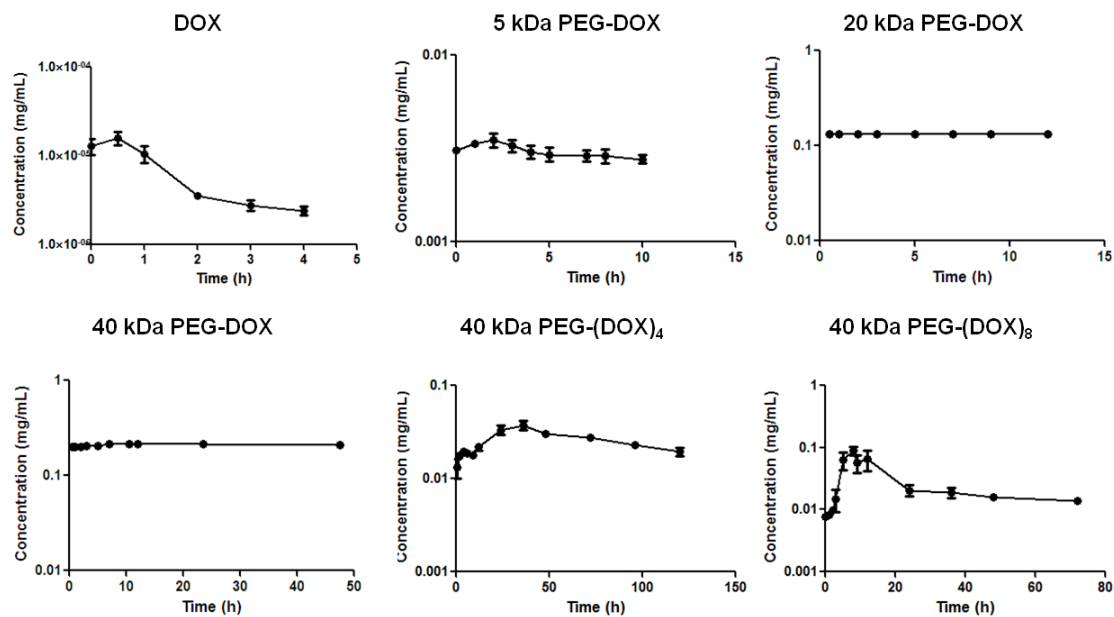 DOX
5 kDa PEG-DOX
20 kDa PEG-DOX
Concentration (mg/mL)
1.0×10⁻⁰⁴
1.0×10⁻⁰⁵
1.0×10⁻⁰⁶
0 1 2 3 4 5
Time (h)
Concentration (mg/mL)
0.01
0.001
0 5 10 15
Time (h)
Concentration (mg/mL)
1
0.1
0.01
0 5 10 15
Time (h)
40 kDa PEG-DOX
40 kDa PEG-(DOX)₄
40 kDa PEG-(DOX)₈
Concentration (mg/mL)
1
0.1
0.01
0 10 20 30 40 50
Time (h)
Concentration (mg/mL)
0.1
0.01
0.001
0 50 100 150
Time (h)
Concentration (mg/mL)
1
0.1
0.01
0.001
0 20 40 60 80
Time (h)